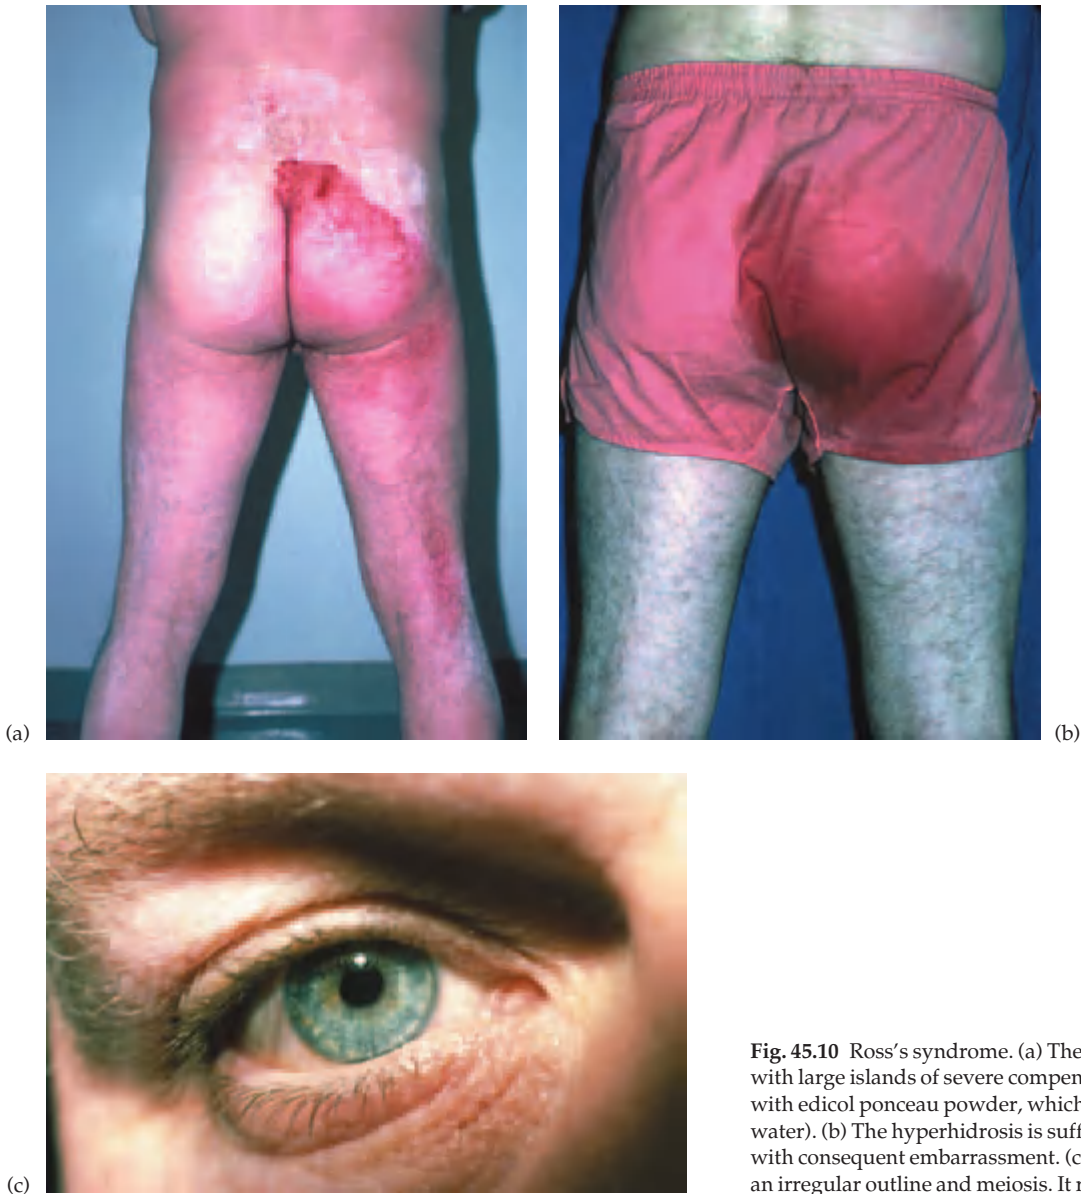 (a)
(b)
(c)
Fig. 45.10 Ross's syndrome. (a) The
with large islands of severe compen
with edicol ponceau powder, which
water). (b) The hyperhidrosis is suff
with consequent embarrassment. (c
an irregular outline and meiosis. It r